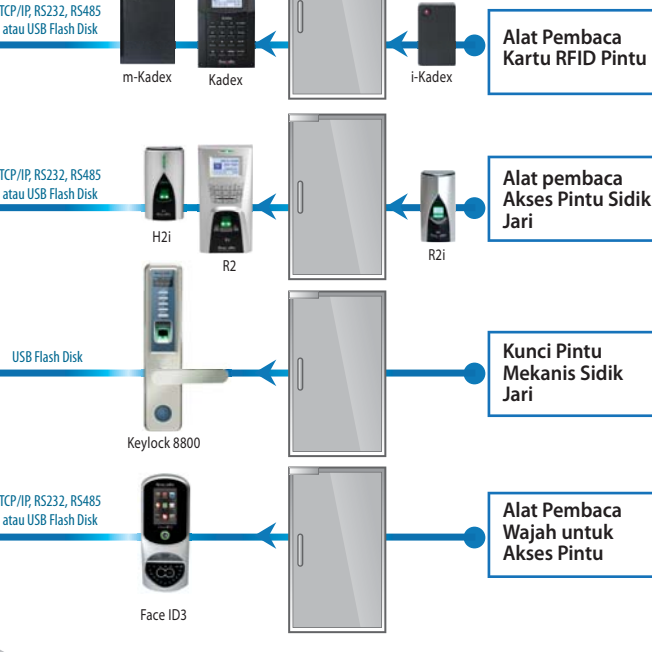 TCP/IP, RS232, RS485
atau USB Flash Disk
m-Kadex
Kadex
i-Kadex
Alat Pembaca
Kartu RFID Pintu
TCP/IP, RS232, RS485
atau USB Flash Disk
H2i
R2
R2i
Alat pembaca
Akses Pintu Sidik
Jari
USB Flash Disk
Keylock 8800
Kunci Pintu
Mekanis Sidik
Jari
TCP/IP, RS232, RS485
atau USB Flash Disk
Face ID3
Alat Pembaca
Wajah untuk
Akses Pintu